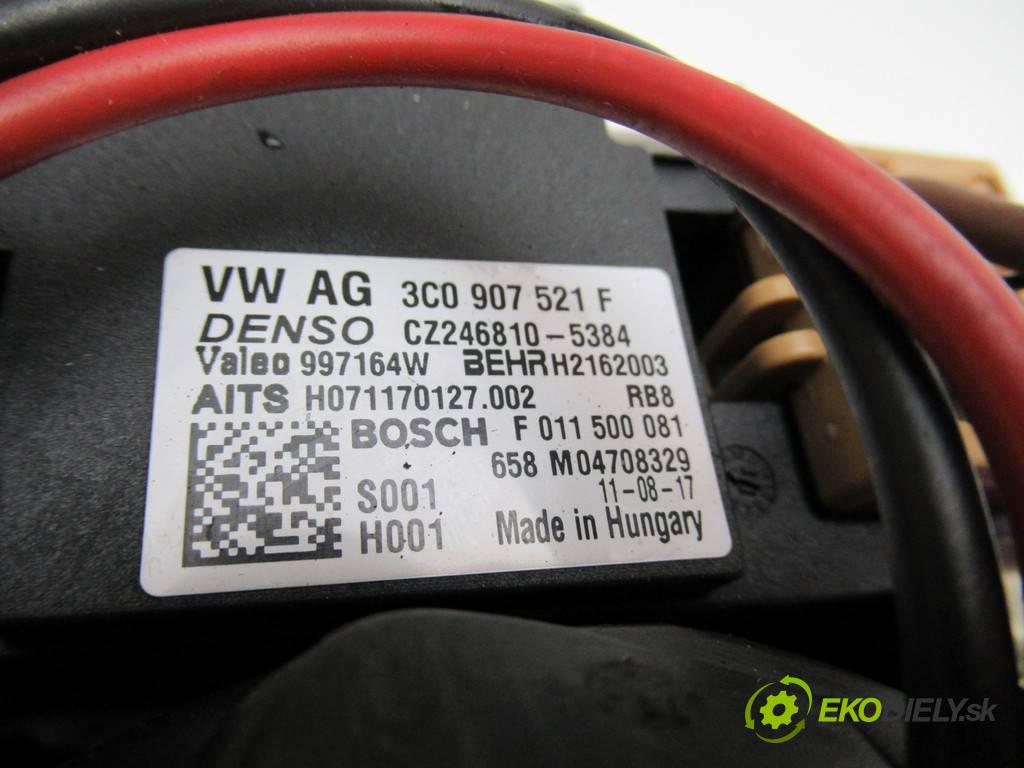 VW AG 3C0 907 521 F
DENSO CZ246810-5384
Valeo 997164W BEHR H2162003
AITS H071170127.002 RB8
BOSCH F 011 500 081
658 M04708329
S001 11-08-17
H001 Made in Hungary
EKODIELY.sk